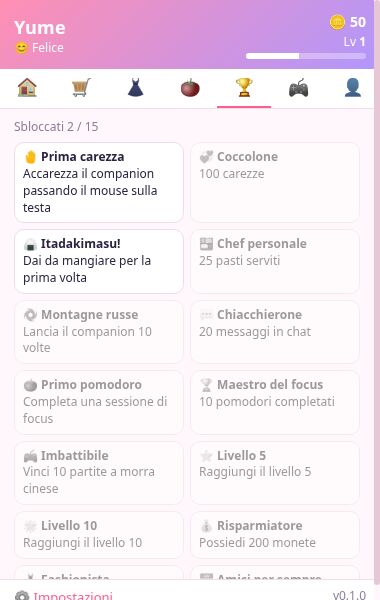 Yume
50
😊 Felice
Lv 1
Sbloccati 2 / 15
Prima carezza
Accarezza il companion
passando il mouse sulla
testa
Coccolone
100 carezze
Itadakimasu!
Dai da mangiare per la
prima volta
Chef personale
25 pasti serviti
Montagne russe
Lancia il companion 10
volte
Chiacchierone
20 messaggi in chat
Primo pomodoro
Completa una sessione di
focus
Maestro del focus
10 pomodori completati
Imbattibile
Vinci 10 partite a morra
cinese
Livello 5
Raggiungi il livello 5
Livello 10
Raggiungi il livello 10
Risparmiatore
Possiedi 200 monete
Fashionista
Amici per sempre
Impostazioni
v0.1.0